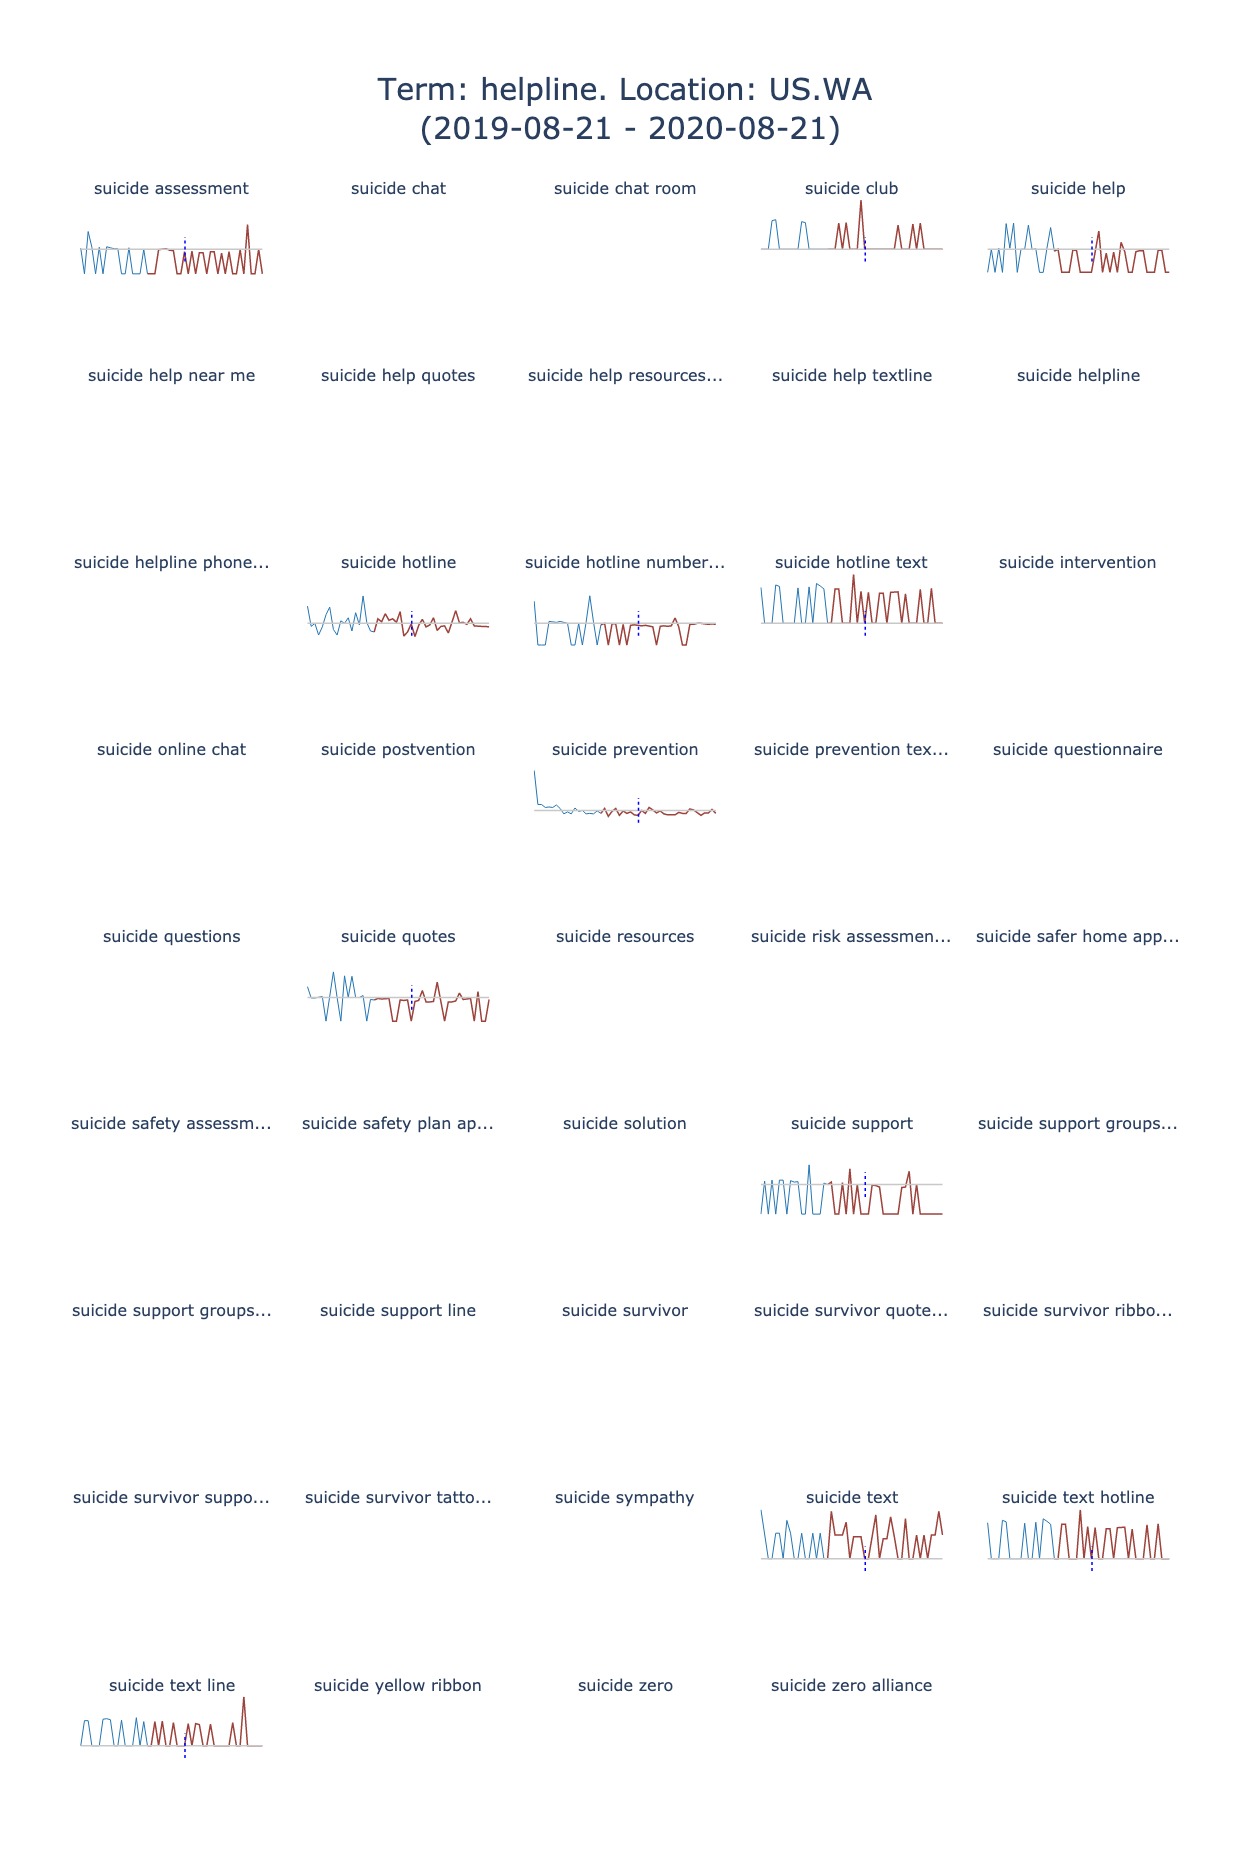 Term: helpline. Location: US.WA
(2019-08-21 - 2020-08-21)
suicide assessment
suicide chat
suicide chat room
suicide club
suicide help
suicide help near me
suicide help quotes
suicide help resources...
suicide help textline
suicide helpline
suicide helpline phone...
suicide hotline
suicide hotline number...
suicide hotline text
suicide intervention
suicide online chat
suicide postvention
suicide prevention
suicide prevention tex...
suicide questionnaire
suicide questions
suicide quotes
suicide resources
suicide risk assessmen...
suicide safer home app...
suicide safety assessm...
suicide safety plan ap...
suicide solution
suicide support
suicide support groups...
suicide support groups...
suicide support line
suicide survivor
suicide survivor quote...
suicide survivor ribbo...
suicide survivor suppo...
suicide survivor tatto...
suicide sympathy
suicide text
suicide text hotline
suicide text line
suicide yellow ribbon
suicide zero
suicide zero alliance